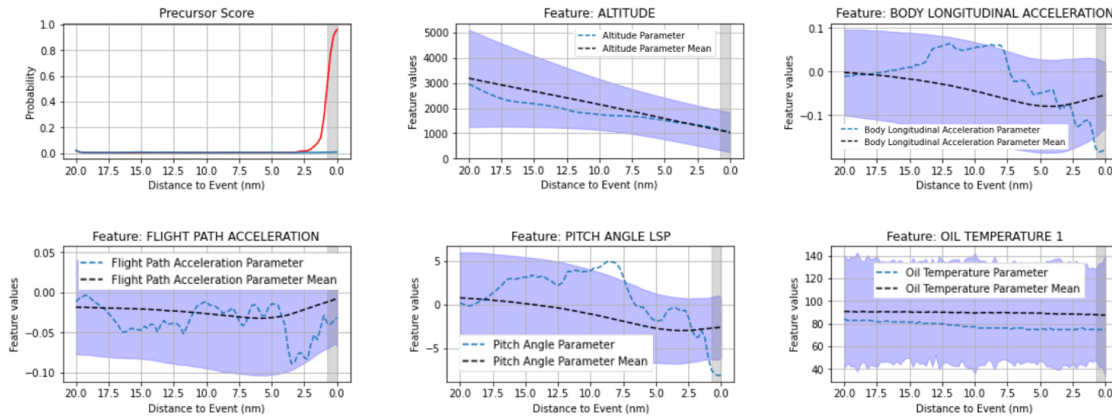 Precursor Score
1.0
0.8
0.6
0.4
0.2
0.0
Probability
20.0 17.5 15.0 12.5 10.0 7.5 5.0 2.5 0.0
Distance to Event (nm)
Feature: ALTITUDE
Altitude Parameter
Altitude Parameter Mean
5000
4000
3000
2000
1000
0
Feature values
20.0 17.5 15.0 12.5 10.0 7.5 5.0 2.5 0.0
Distance to Event (nm)
Feature: BODY LONGITUDINAL ACCELERATION
0.1
0.0
−0.1
Feature values
Body Longitudinal Acceleration Parameter
Body Longitudinal Acceleration Parameter Mean
20.0 17.5 15.0 12.5 10.0 7.5 5.0 2.5 0.0
Distance to Event (nm)
Feature: FLIGHT PATH ACCELERATION
Flight Path Acceleration Parameter
Flight Path Acceleration Parameter Mean
0.05
0.00
−0.05
−0.10
Feature values
20.0 17.5 15.0 12.5 10.0 7.5 5.0 2.5 0.0
Distance to Event (nm)
Feature: PITCH ANGLE LSP
5
0
−5
Feature values
Pitch Angle Parameter
Pitch Angle Parameter Mean
20.0 17.5 15.0 12.5 10.0 7.5 5.0 2.5 0.0
Distance to Event (nm)
Feature: OIL TEMPERATURE 1
Oil Temperature Parameter
Oil Temperature Parameter Mean
140
120
100
80
60
40
Feature values
20.0 17.5 15.0 12.5 10.0 7.5 5.0 2.5 0.0
Distance to Event (nm)